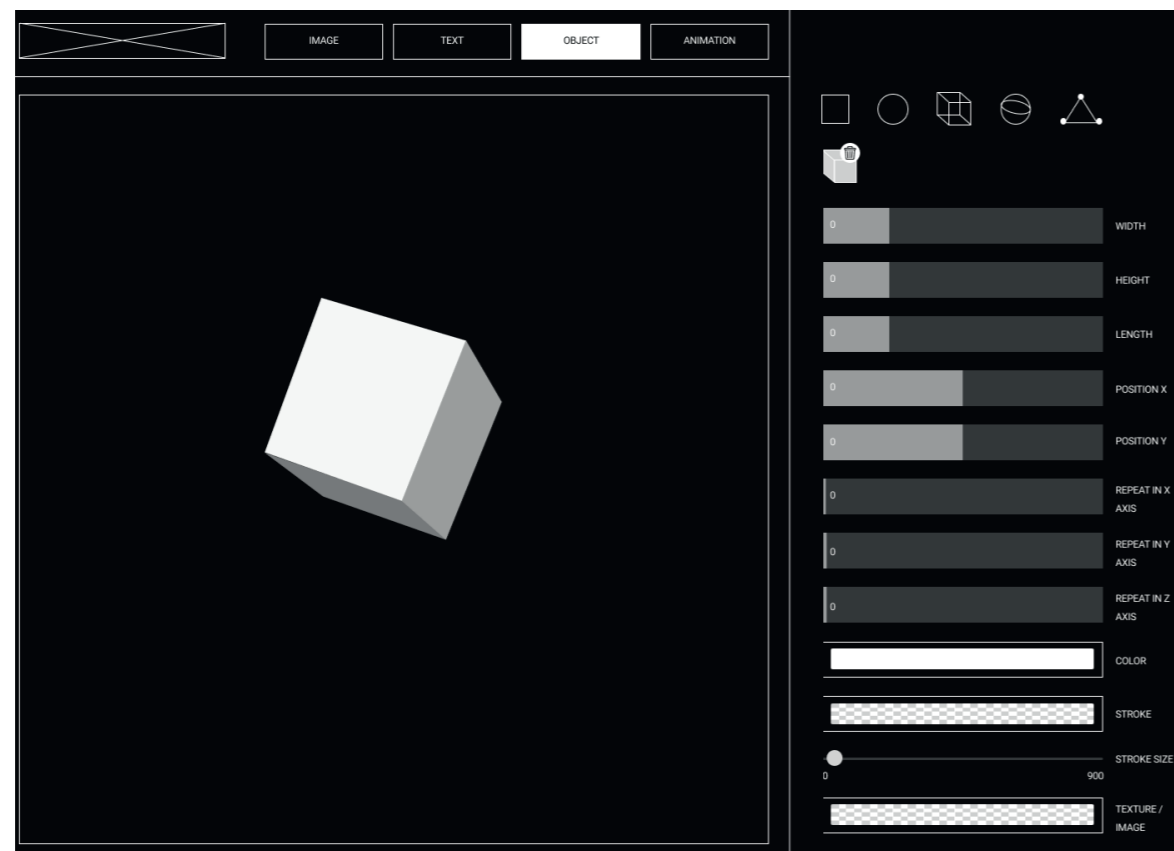 IMAGE
TEXT
OBJECT
ANIMATION
0
WIDTH
0
HEIGHT
0
LENGTH
0
POSITION X
0
POSITION Y
0
REPEAT IN X
AXIS
0
REPEAT IN Y
AXIS
0
REPEAT IN Z
AXIS
COLOR
STROKE
STROKE SIZE
0
900
TEXTURE /
IMAGE